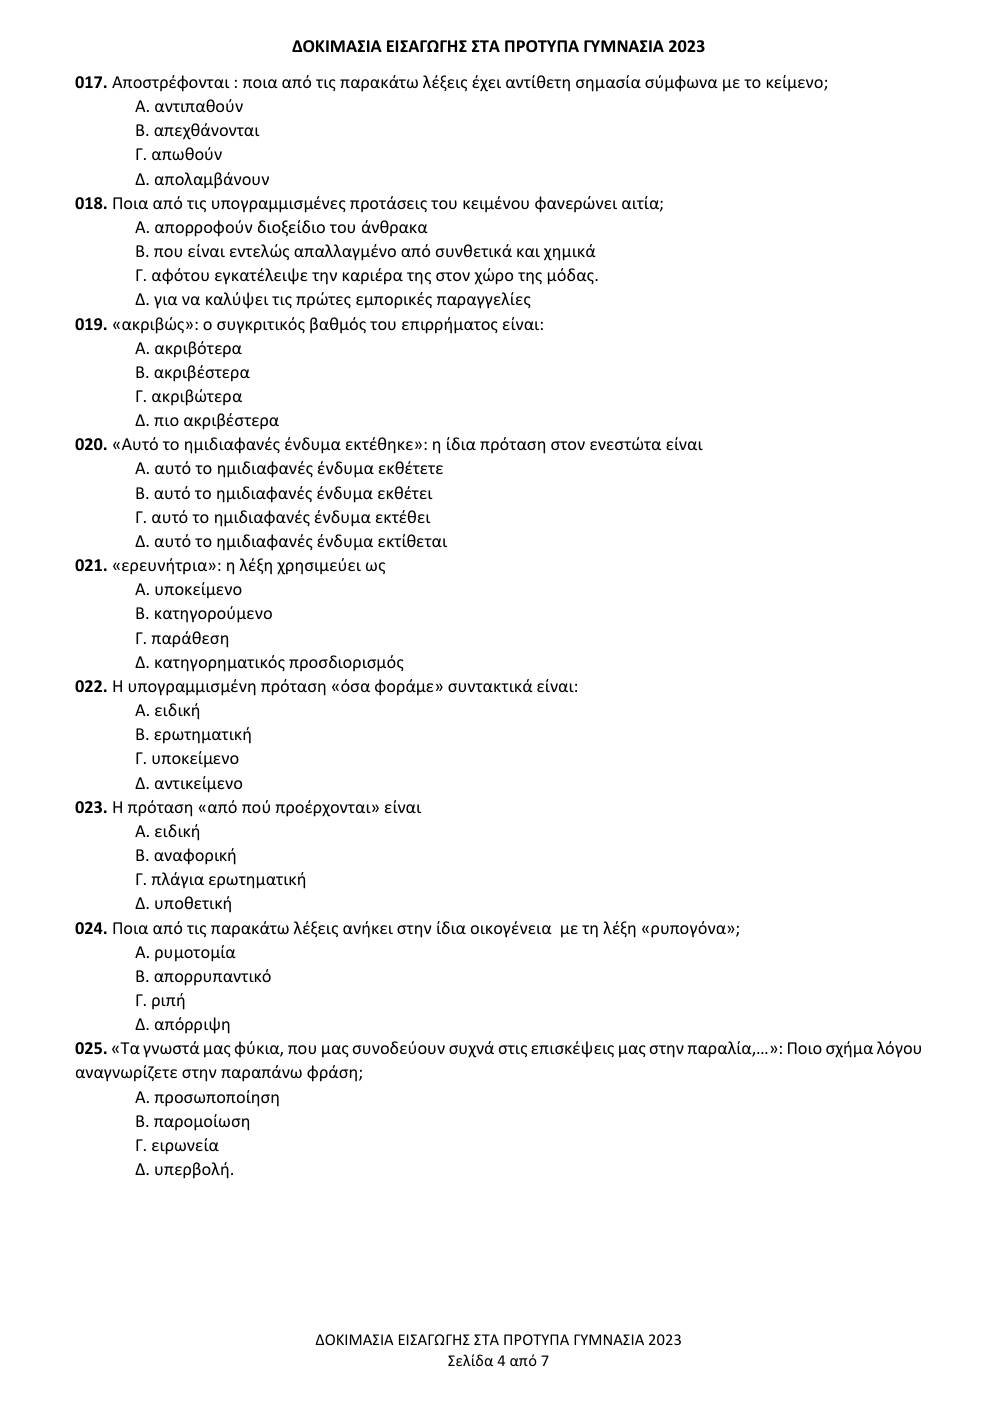 ΔΟΚΙΜΑΣΙΑ ΕΙΣΑΓΩΓΗΣ ΣΤΑ ΠΡΟΤΥΠΑ ΓΥΜΝΑΣΙΑ 2023
017. Αποστρέφονται : ποια από τις παρακάτω λέξεις έχει αντίθετη σημασία σύμφωνα με το κείμενο;
Α. αντιπαθούν
Β. απεχθάνονται
Γ. απωθούν
Δ. απολαμβάνουν
018. Ποια από τις υπογραμμισμένες προτάσεις του κειμένου φανερώνει αιτία;
Α. απορροφούν διοξείδιο του άνθρακα
Β. που είναι εντελώς απαλλαγμένο από συνθετικά και χημικά
Γ. αφότου εγκατέλειψε την καριέρα της στον χώρο της μόδας.
Δ. για να καλύψει τις πρώτες εμπορικές παραγγελίες
019. «ακριβώς»: ο συγκριτικός βαθμός του επιρρήματος είναι:
Α. ακριβότερα
Β. ακριβέστερα
Γ. ακριβώτερα
Δ. πιο ακριβέστερα
020. «Αυτό το ημιδιαφανές ένδυμα εκτέθηκε»: η ίδια πρόταση στον ενεστώτα είναι
Α. αυτό το ημιδιαφανές ένδυμα εκθέτετε
Β. αυτό το ημιδιαφανές ένδυμα εκθέτει
Γ. αυτό το ημιδιαφανές ένδυμα εκτέθει
Δ. αυτό το ημιδιαφανές ένδυμα εκτίθεται
021. «ερευνήτρια»: η λέξη χρησιμεύει ως
Α. υποκείμενο
Β. κατηγορούμενο
Γ. παράθεση
Δ. κατηγορηματικός προσδιορισμός
022. Η υπογραμμισμένη πρόταση «όσα φοράμε» συντακτικά είναι:
Α. ειδική
Β. ερωτηματική
Γ. υποκείμενο
Δ. αντικείμενο
023. Η πρόταση «από πού προέρχονται» είναι
Α. ειδική
Β. αναφορική
Γ. πλάγια ερωτηματική
Δ. υποθετική
024. Ποια από τις παρακάτω λέξεις ανήκει στην ίδια οικογένεια με τη λέξη «ρυπογόνα»;
Α. ρυμοτομία
Β. απορρυπαντικό
Γ. ριπή
Δ. απόρριψη
025. «Τα γνωστά μας φύκια, που μας συνοδεύουν συχνά στις επισκέψεις μας στην παραλία,…»: Ποιο σχήμα λόγου
αναγνωρίζετε στην παραπάνω φράση;
Α. προσωποποίηση
Β. παρομοίωση
Γ. ειρωνεία
Δ. υπερβολή.
ΔΟΚΙΜΑΣΙΑ ΕΙΣΑΓΩΓΗΣ ΣΤΑ ΠΡΟΤΥΠΑ ΓΥΜΝΑΣΙΑ 2023
Σελίδα 4 από 7